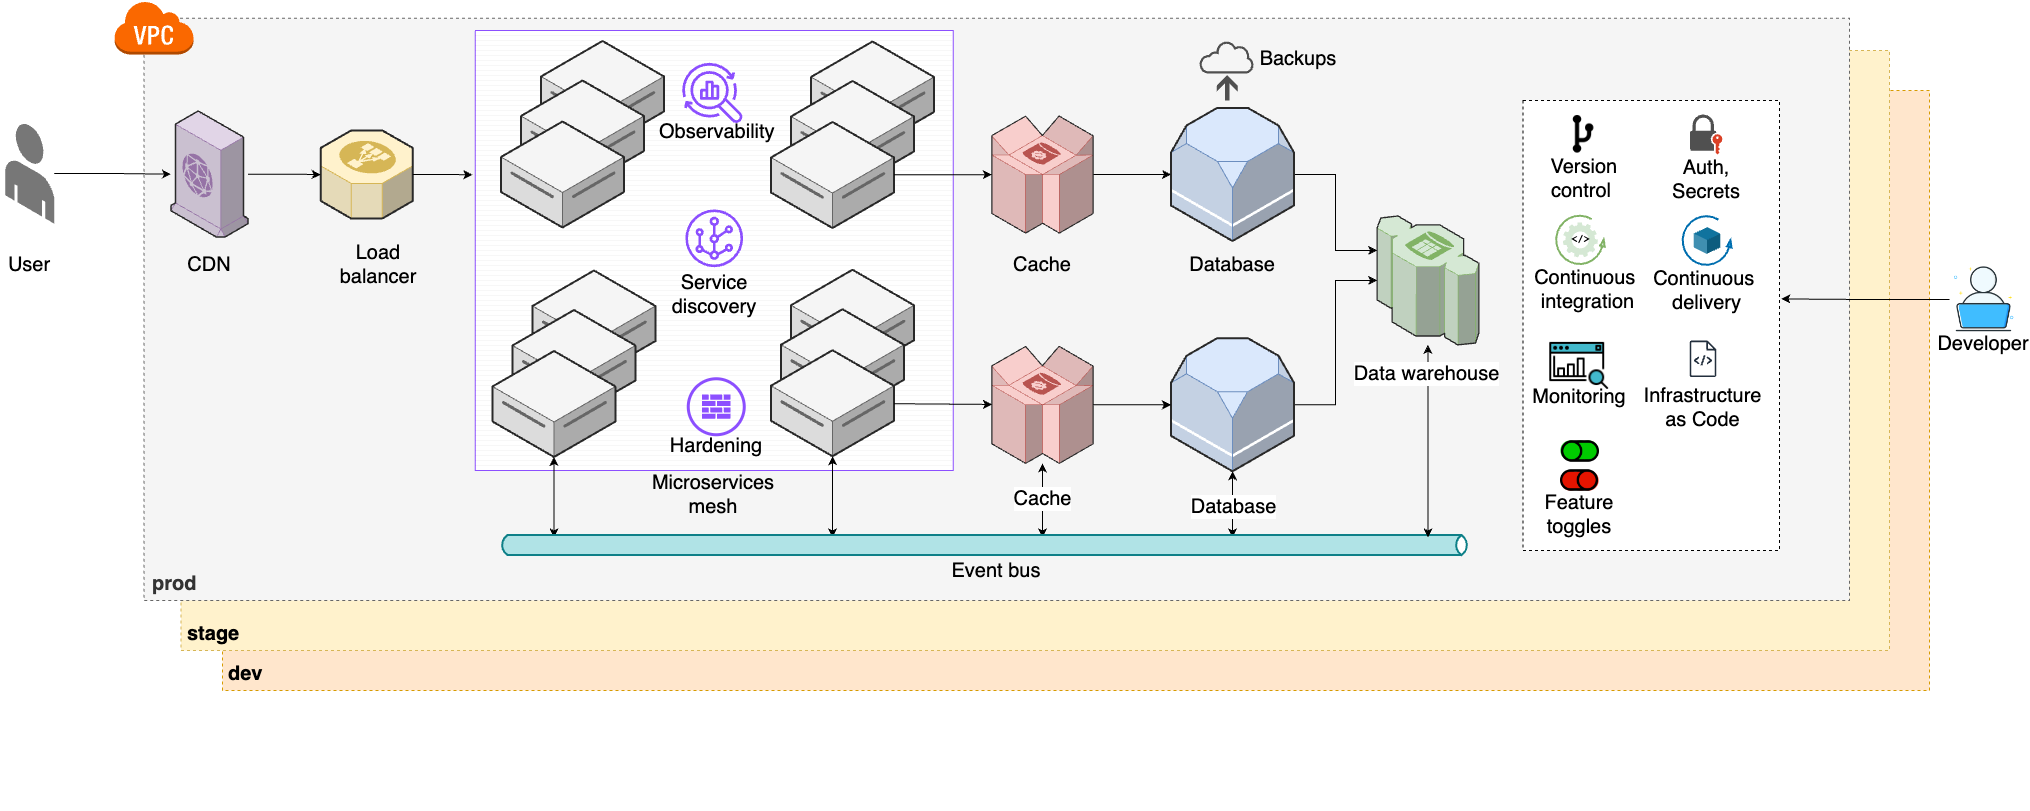 VPC
User
CDN
Load
balancer
Observability
Service
discovery
Hardening
Microservices
mesh
Cache
Backups
Database
Cache
Database
Data warehouse
Event bus
Version
control
Auth,
Secrets
Continuous
integration
Continuous
delivery
Monitoring
Infrastructure
as Code
Feature
toggles
Developer
prod
stage
dev